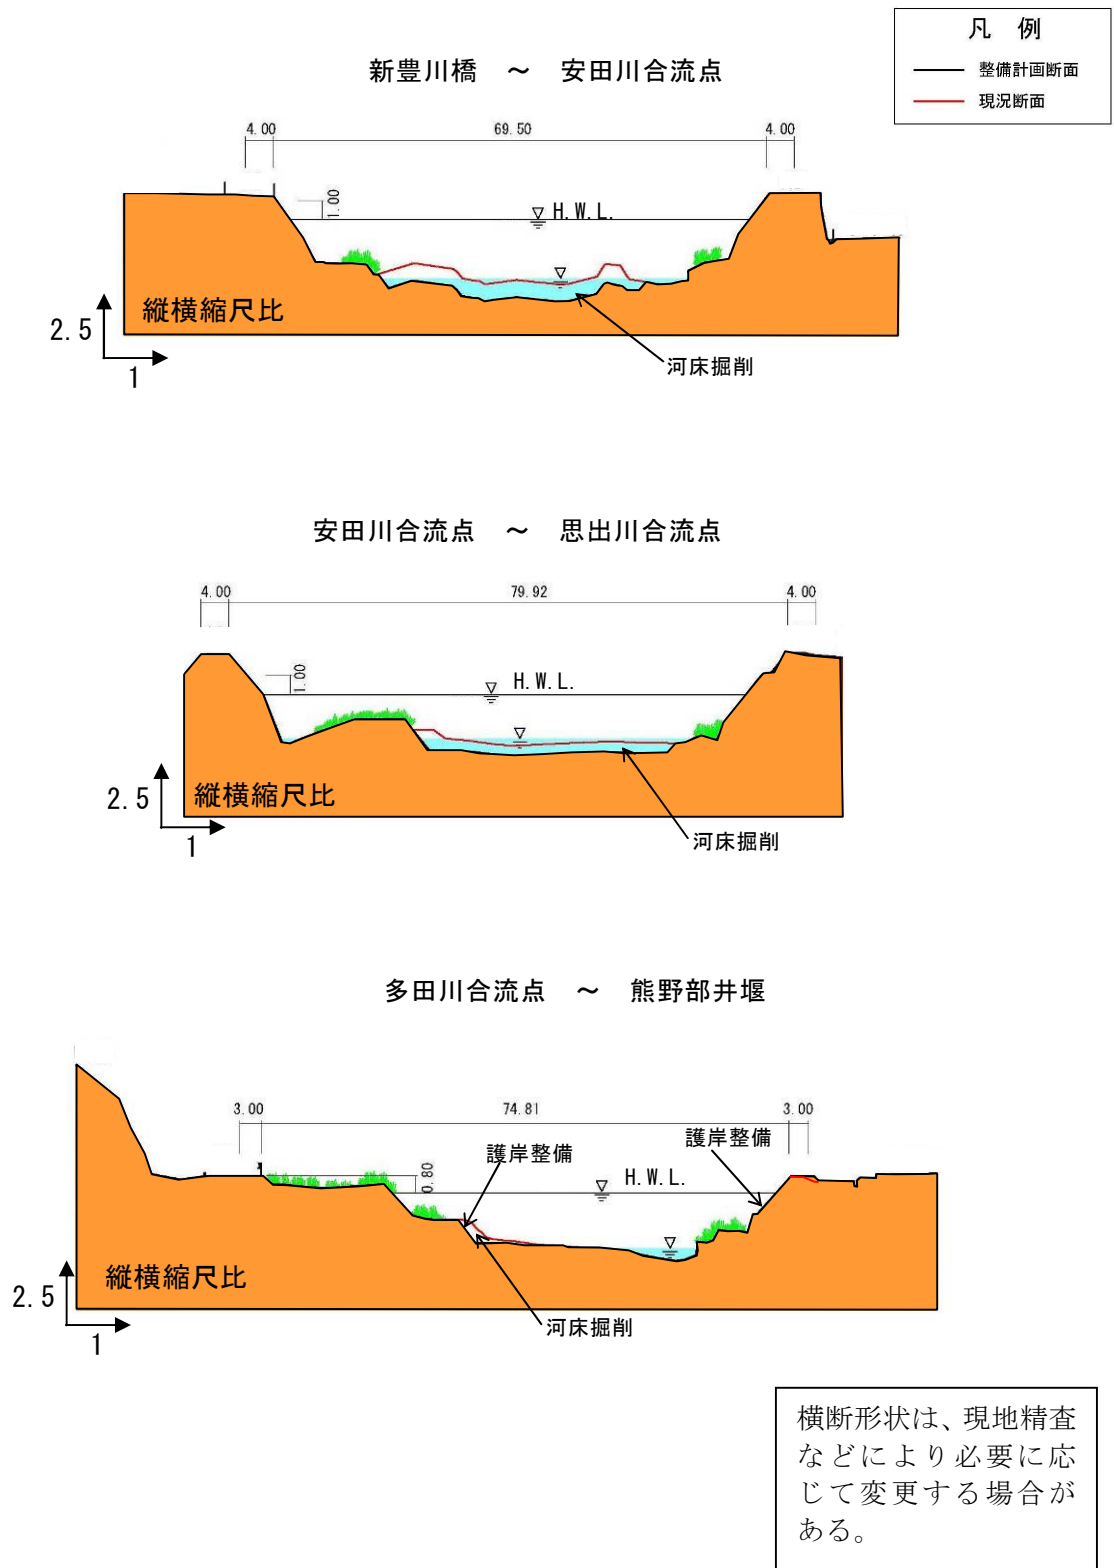 凡 例
整備計画断面
現況断面
新豊川橋 ～ 安田川合流点
4.00 69.50 4.00
1.00
H.W.L.
縦横縮尺比
2.5
1
河床掘削
安田川合流点 ～ 思出川合流点
4.00 79.92 4.00
1.00
H.W.L.
縦横縮尺比
2.5
1
河床掘削
多田川合流点 ～ 熊野部井堰
3.00 74.81 3.00
護岸整備
護岸整備
0.80
H.W.L.
縦横縮尺比
2.5
1
河床掘削
横断形状は、現地精査
などにより必要に応
じて変更する場合が
ある。